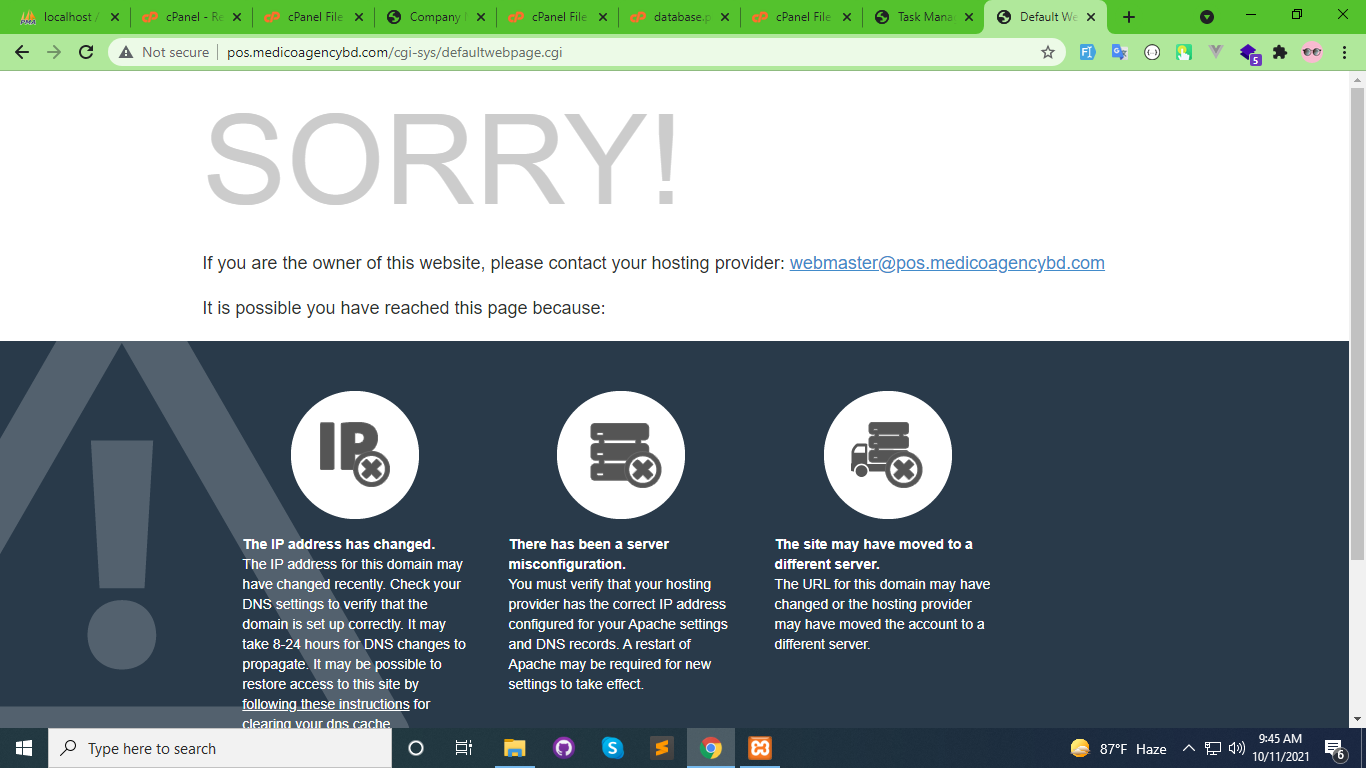 localhost /
cPanel - Re
cPanel File
Company
cPanel File
database.p
cPanel File
Task Mana
Default We
Not secure
pos.medicoagencybd.com/cgi-sys/defaultwebpage.cgi
5
SORRY!
If you are the owner of this website, please contact your hosting provider: webmaster@pos.medicoagencybd.com
It is possible you have reached this page because:
IP
The IP address has changed.
The IP address for this domain may
have changed recently. Check your
DNS settings to verify that the
domain is set up correctly. It may
take 8-24 hours for DNS changes to
propagate. It may be possible to
restore access to this site by
following these instructions for
clearing your dns cache
There has been a server
misconfiguration.
You must verify that your hosting
provider has the correct IP address
configured for your Apache settings
and DNS records. A restart of
Apache may be required for new
settings to take effect.
The site may have moved to a
different server.
The URL for this domain may have
changed or the hosting provider
may have moved the account to a
different server.
Type here to search
87°F Haze
9:45 AM
10/11/2021
6